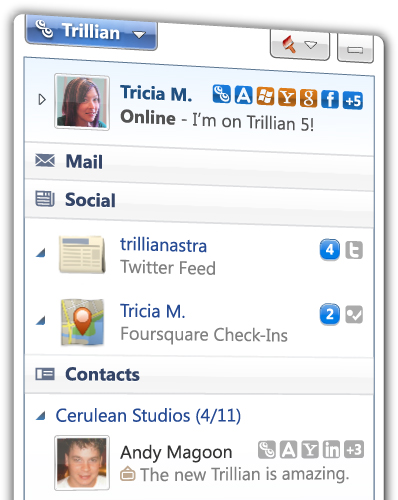 Trillian
Tricia M. +5
Online - I'm on Trillian 5!
Mail
Social
trillianastra 4
Twitter Feed
Tricia M. 2
Foursquare Check-Ins
Contacts
Cerulean Studios (4/11)
Andy Magoon +3
The new Trillian is amazing.